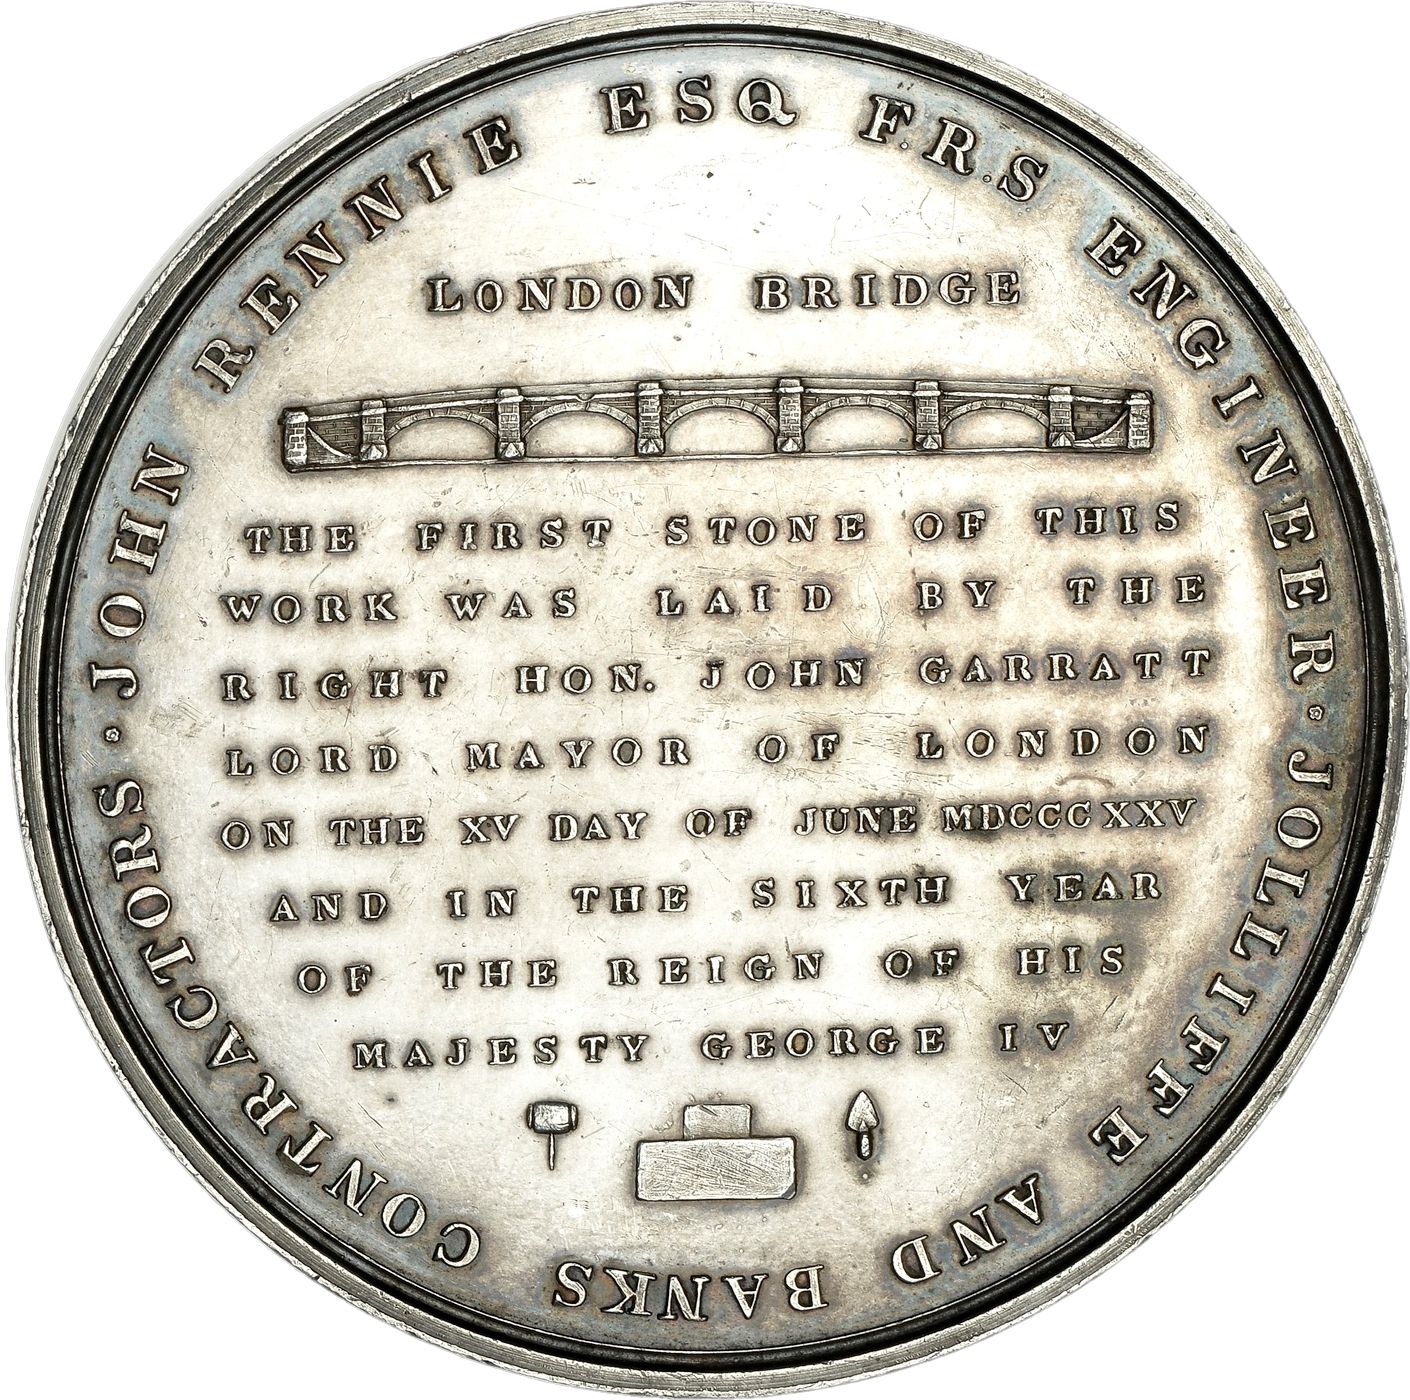 JOHN RENNIE ESQ F.R.S ENGINEER · JOLLIFFE AND BANKS CONTRACTORS ·
LONDON BRIDGE
THE FIRST STONE OF THIS
WORK WAS LAID BY THE
RIGHT HON. JOHN GARRATT
LORD MAYOR OF LONDON
ON THE XV DAY OF JUNE MDCCCXXV
AND IN THE SIXTH YEAR
OF THE REIGN OF HIS
MAJESTY GEORGE IV